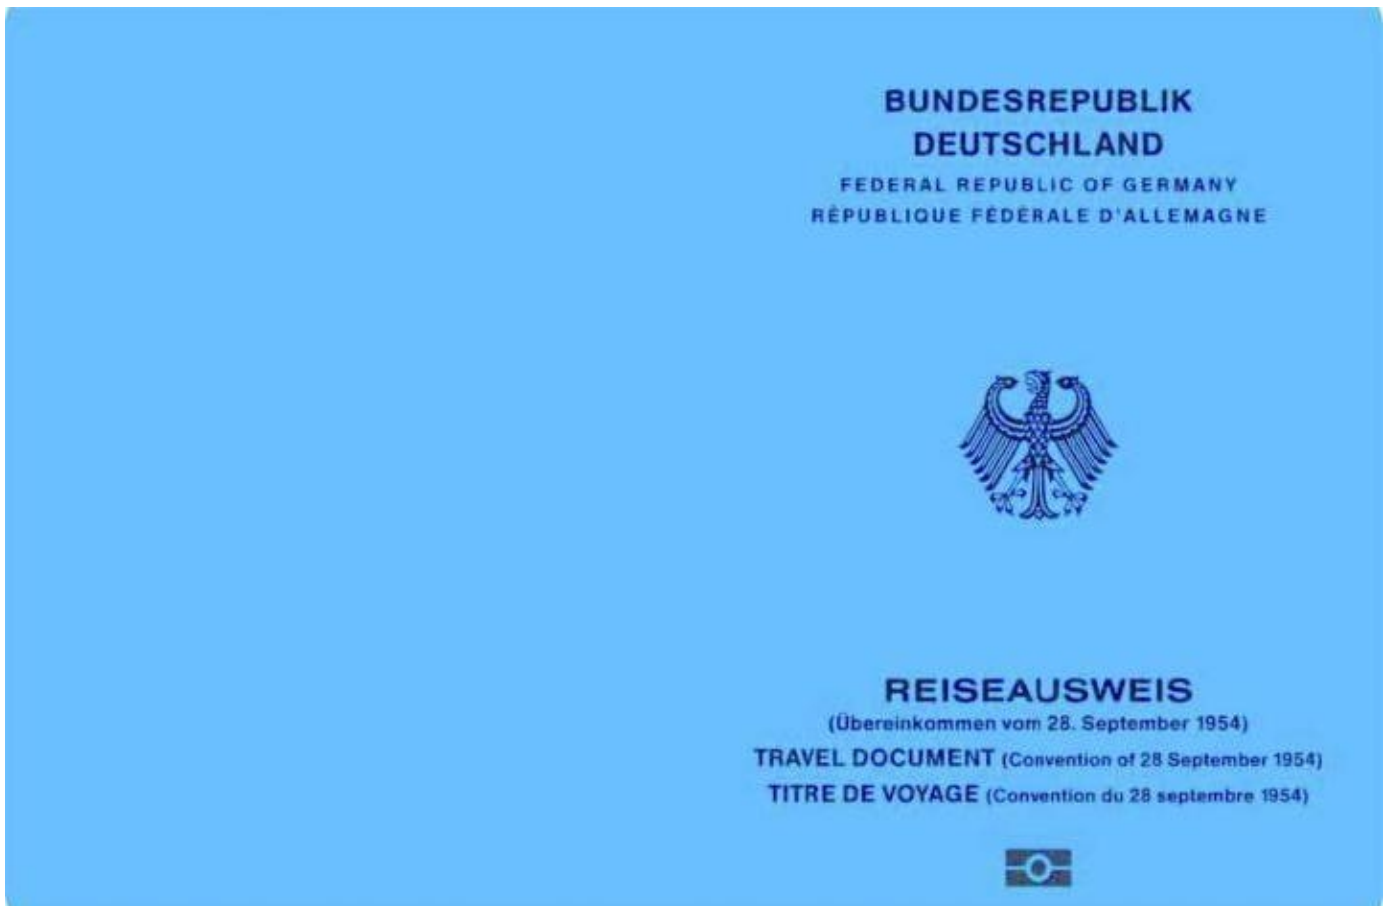 BUNDESREPUBLIK
DEUTSCHLAND
FEDERAL REPUBLIC OF GERMANY
RÉPUBLIQUE FÉDÉRALE D'ALLEMAGNE
REISEAUSWEIS
(Übereinkommen vom 28. September 1954)
TRAVEL DOCUMENT (Convention of 28 September 1954)
TITRE DE VOYAGE (Convention du 28 septembre 1954)